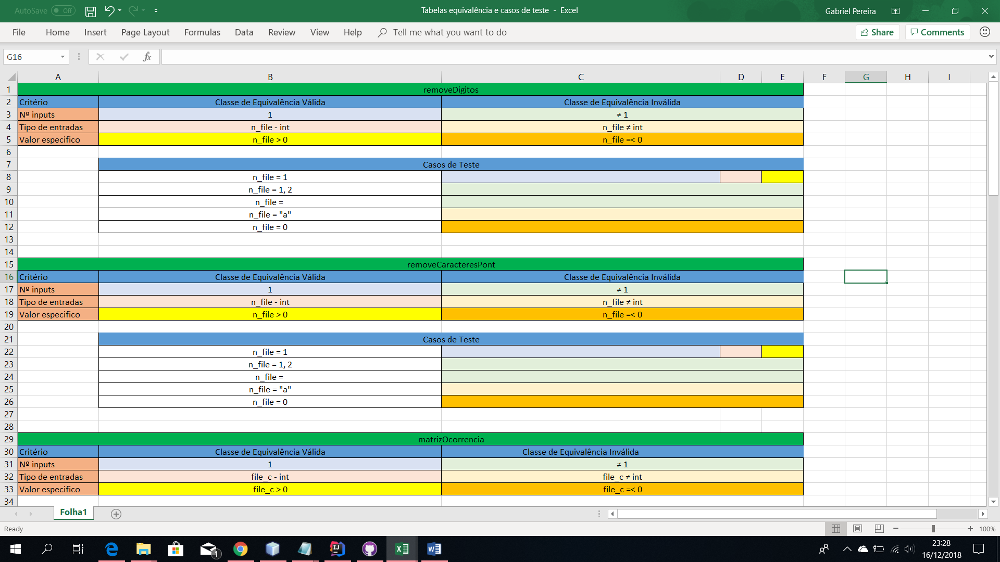 AutoSave Off Tabelas equivalência e casos de teste - Excel Gabriel Pereira
File Home Insert Page Layout Formulas Data Review View Help Tell me what you want to do Share Comments
G16 fx
A B C D E F G H I
1 removeDigitos
2 Critério Classe de Equivalência Válida Classe de Equivalência Inválida
3 Nº inputs 1 ≠ 1
4 Tipo de entradas n_file - int n_file ≠ int
5 Valor especifico n_file > 0 n_file =< 0
6
7 Casos de Teste
8 n_file = 1
9 n_file = 1, 2
10 n_file =
11 n_file = "a"
12 n_file = 0
13
14
15 removeCaracteresPont
16 Critério Classe de Equivalência Válida Classe de Equivalência Inválida
17 Nº inputs 1 ≠ 1
18 Tipo de entradas n_file - int n_file ≠ int
19 Valor especifico n_file > 0 n_file =< 0
20
21 Casos de Teste
22 n_file = 1
23 n_file = 1, 2
24 n_file =
25 n_file = "a"
26 n_file = 0
27
28
29 matrizOcorrencia
30 Critério Classe de Equivalência Válida Classe de Equivalência Inválida
31 Nº inputs 1 ≠ 1
32 Tipo de entradas file_c - int file_c ≠ int
33 Valor especifico file_c > 0 file_c =< 0
34
Folha1
Ready 100%
1 23:28
16/12/2018